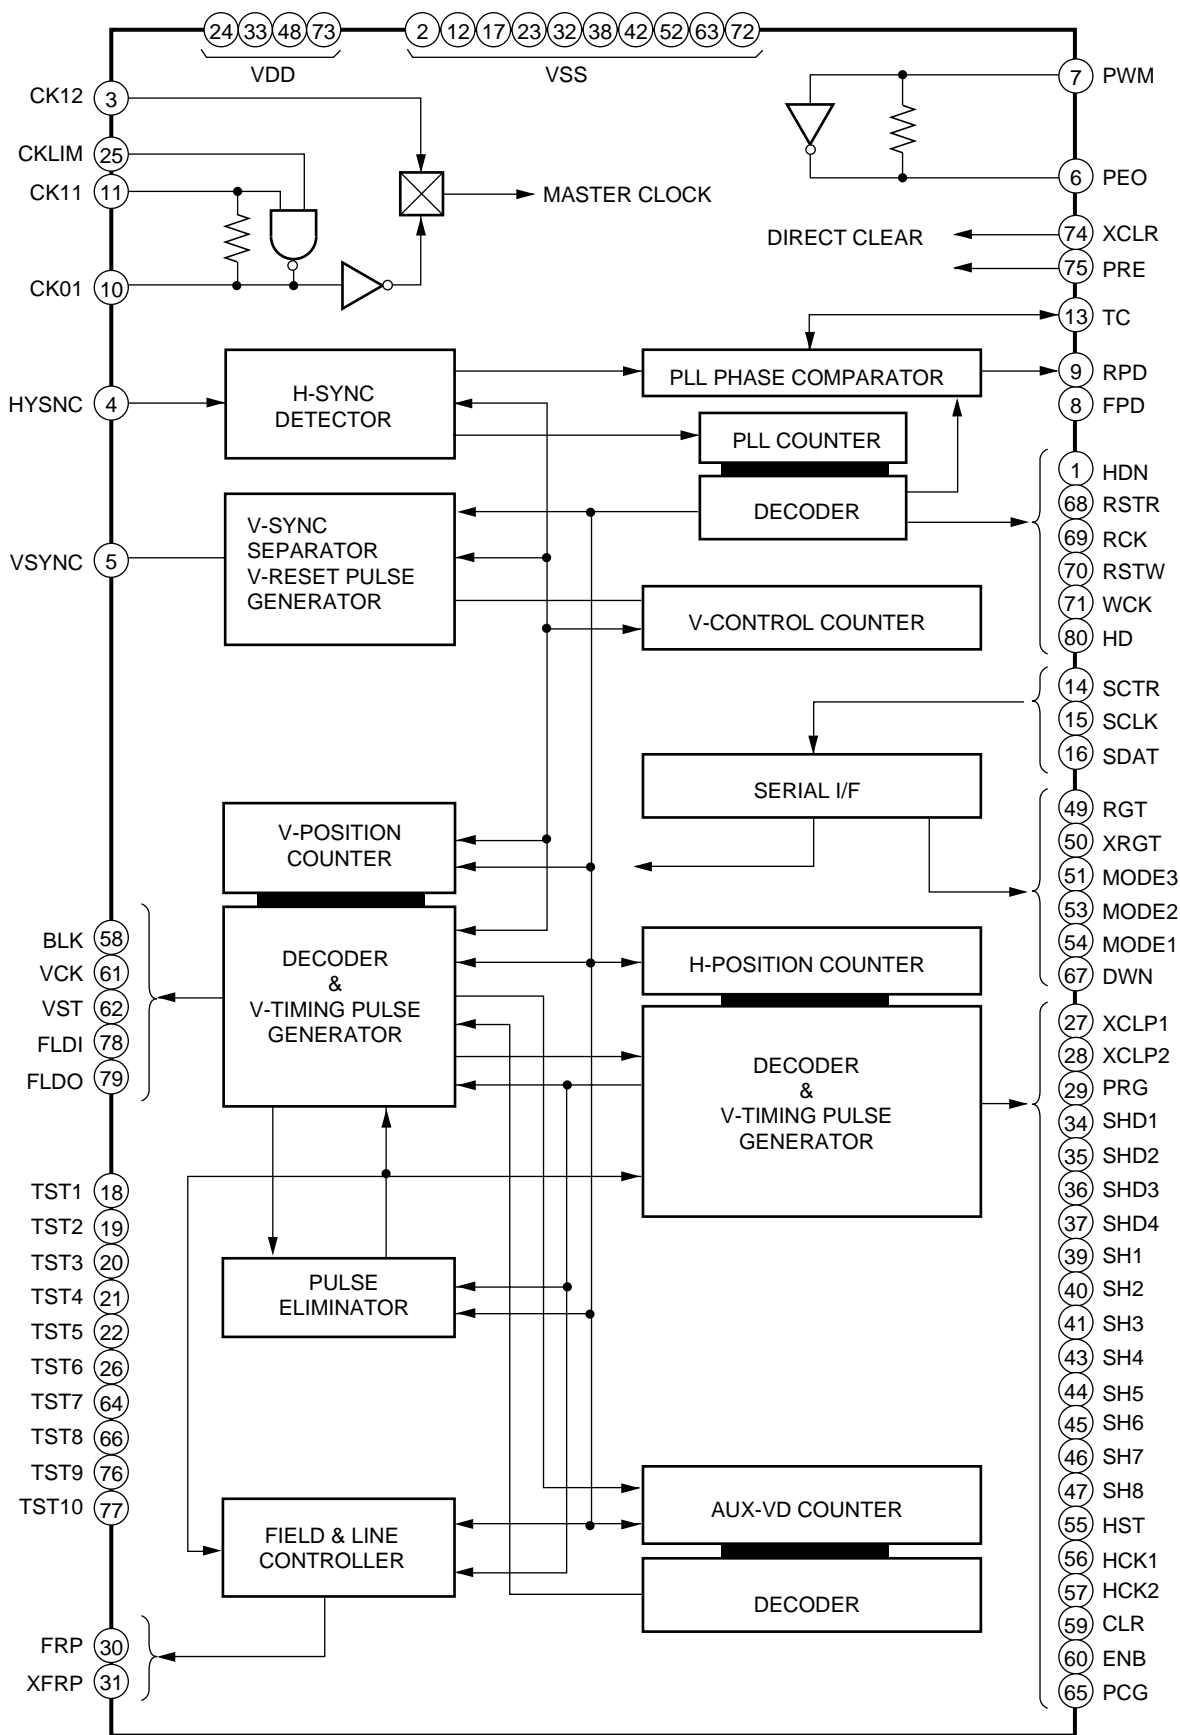 24 33 48 73
2 12 17 23 32 38 42 52 63 72
VDD
VSS
CK12 3
CKLIM 25
CK11 11
CK01 10
MASTER CLOCK
7 PWM
6 PEO
DIRECT CLEAR
74 XCLR
75 PRE
13 TC
9 RPD
8 FPD
HYSNC 4
H-SYNC
DETECTOR
PLL PHASE COMPARATOR
PLL COUNTER
DECODER
1 HDN
68 RSTR
69 RCK
70 RSTW
71 WCK
80 HD
VSYNC 5
V-SYNC
SEPARATOR
V-RESET PULSE
GENERATOR
V-CONTROL COUNTER
14 SCTR
15 SCLK
16 SDAT
SERIAL I/F
49 RGT
50 XRGT
51 MODE3
53 MODE2
54 MODE1
67 DWN
V-POSITION
COUNTER
BLK 58
VCK 61
VST 62
FLDI 78
FLDO 79
DECODER
&
V-TIMING PULSE
GENERATOR
H-POSITION COUNTER
DECODER
&
V-TIMING PULSE
GENERATOR
27 XCLP1
28 XCLP2
29 PRG
34 SHD1
35 SHD2
36 SHD3
37 SHD4
39 SH1
40 SH2
41 SH3
43 SH4
44 SH5
45 SH6
46 SH7
47 SH8
55 HST
56 HCK1
57 HCK2
59 CLR
60 ENB
65 PCG
TST1 18
TST2 19
TST3 20
TST4 21
TST5 22
TST6 26
TST7 64
TST8 66
TST9 76
TST10 77
PULSE
ELIMINATOR
FIELD & LINE
CONTROLLER
AUX-VD COUNTER
DECODER
FRP 30
XFRP 31